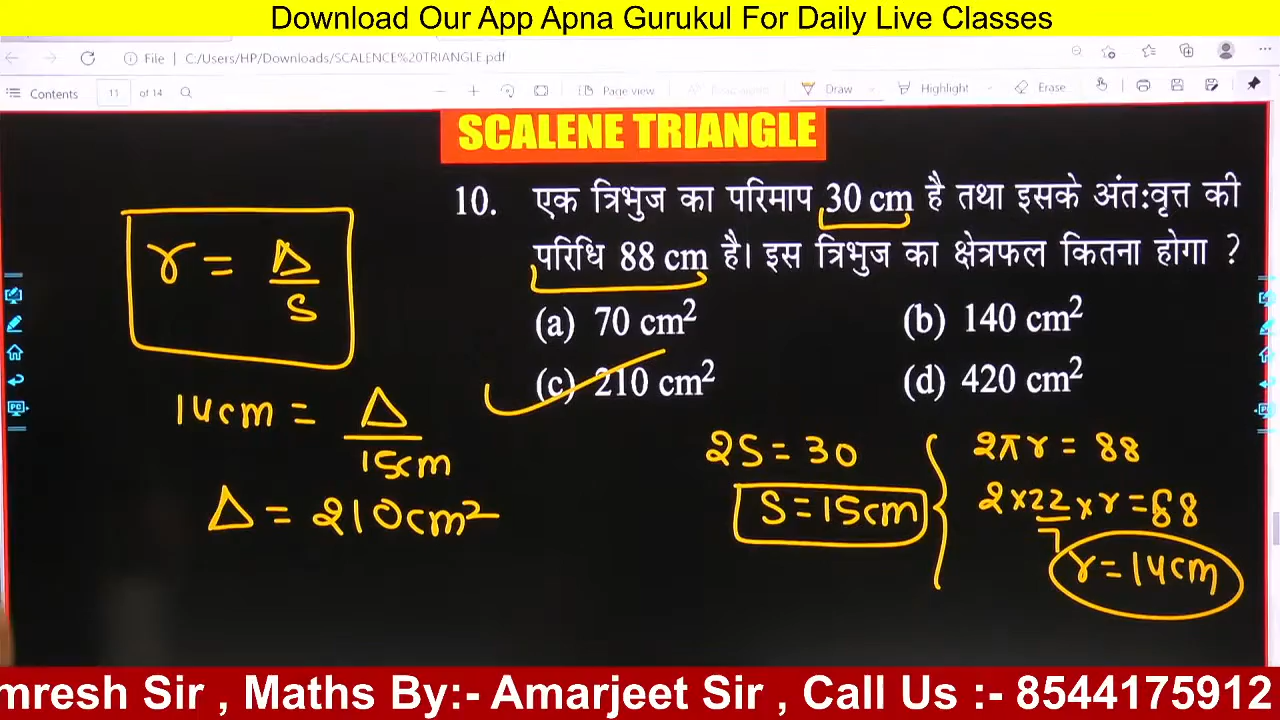 Download Our App Apna Gurukul For Daily Live Classes
File | C:/Users/HP/Downloads/SCALENCE%20TRIANGLE.pdf
Contents 11 of 14 Page view Draw Highlight Erase
SCALENE TRIANGLE
10. एक त्रिभुज का परिमाप 30 cm है तथा इसके अंत:वृत्त की
परिधि 88 cm है। इस त्रिभुज का क्षेत्रफल कितना होगा ?
(a) 70 cm² (b) 140 cm²
(c) 210 cm² (d) 420 cm²
r = Δ/S
14cm = Δ/15cm
Δ = 210cm²
2S = 30
S = 15cm
2πr = 88
2×22/7×r = 88
r = 14cm
mresh Sir , Maths By:- Amarjeet Sir , Call Us :- 8544175912